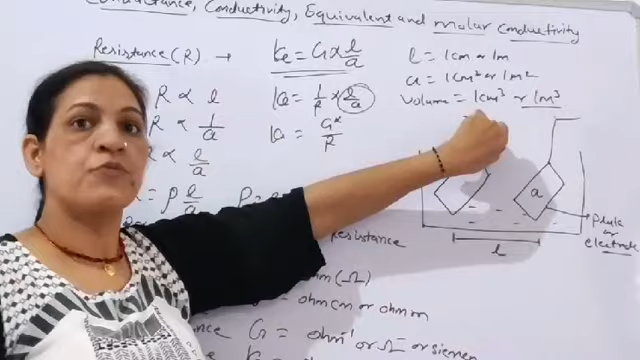 Conductance, Conductivity, Equivalent and molar conductivity
Resistance (R) →
R ∝ l
R ∝ 1/a
∝ l/a
= ρ l/a
k = G × l/a
k = 1/R × l/a
k = G*/R
l = 1cm or 1m
a = 1cm² or 1m²
Volume = 1cm³ or 1m³
a
Plate
or
electrode
l
Resistance
ohm (Ω)
ohm cm or ohm m
G = ohm⁻¹ or Ω⁻ or siemen